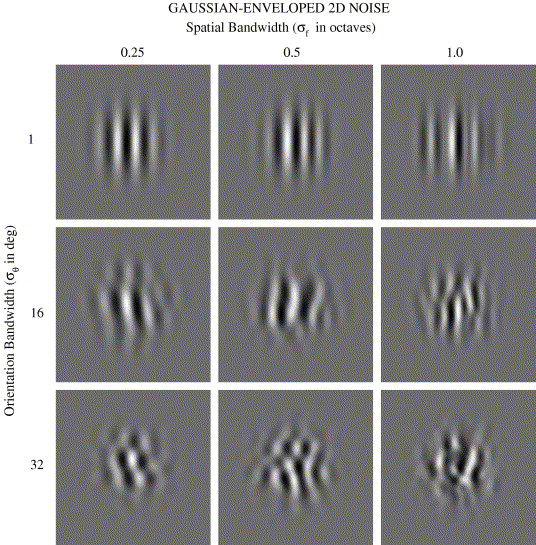 GAUSSIAN-ENVELOPED 2D NOISE
Spatial Bandwidth (σf in octaves)
0.25 0.5 1.0
Orientation Bandwidth (σθ in deg)
1
16
32